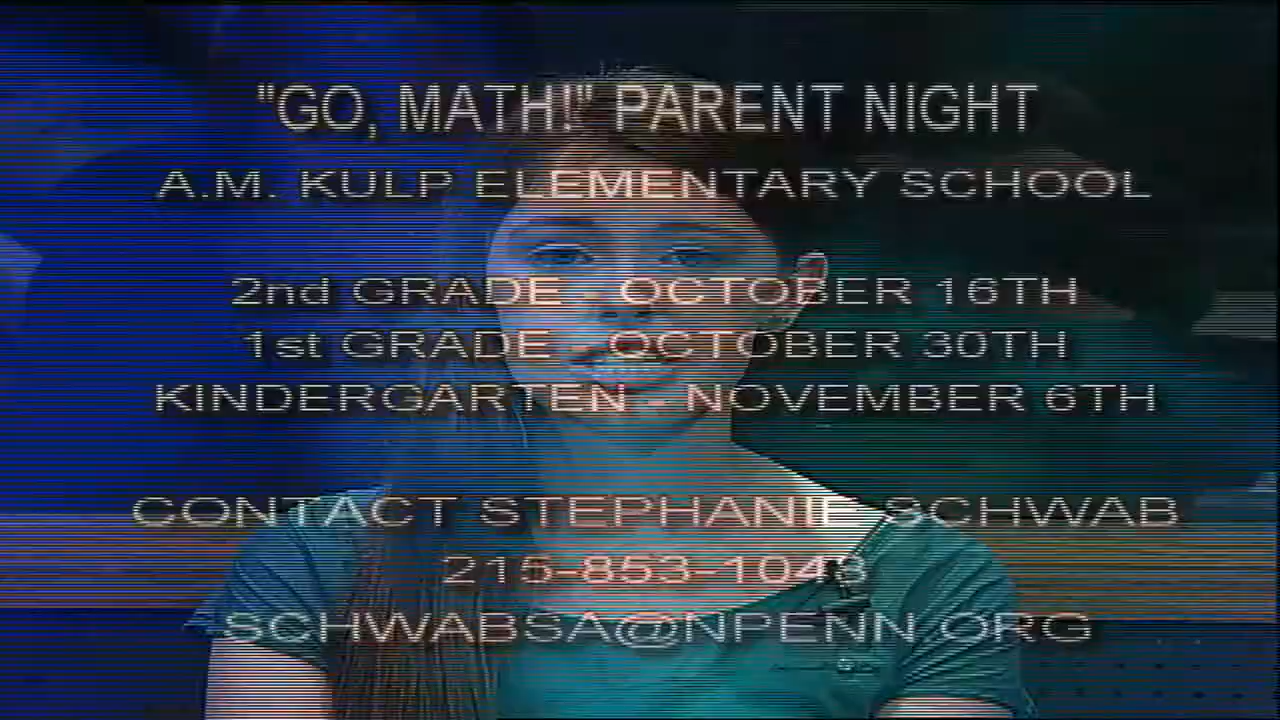 "GO, MATH!" PARENT NIGHT
A.M. KULP ELEMENTARY SCHOOL
2nd GRADE - OCTOBER 16TH
1st GRADE - OCTOBER 30TH
KINDERGARTEN - NOVEMBER 6TH
CONTACT STEPHANIE SCHWAB
215-853-1043
SCHWABSA@NPENN.ORG